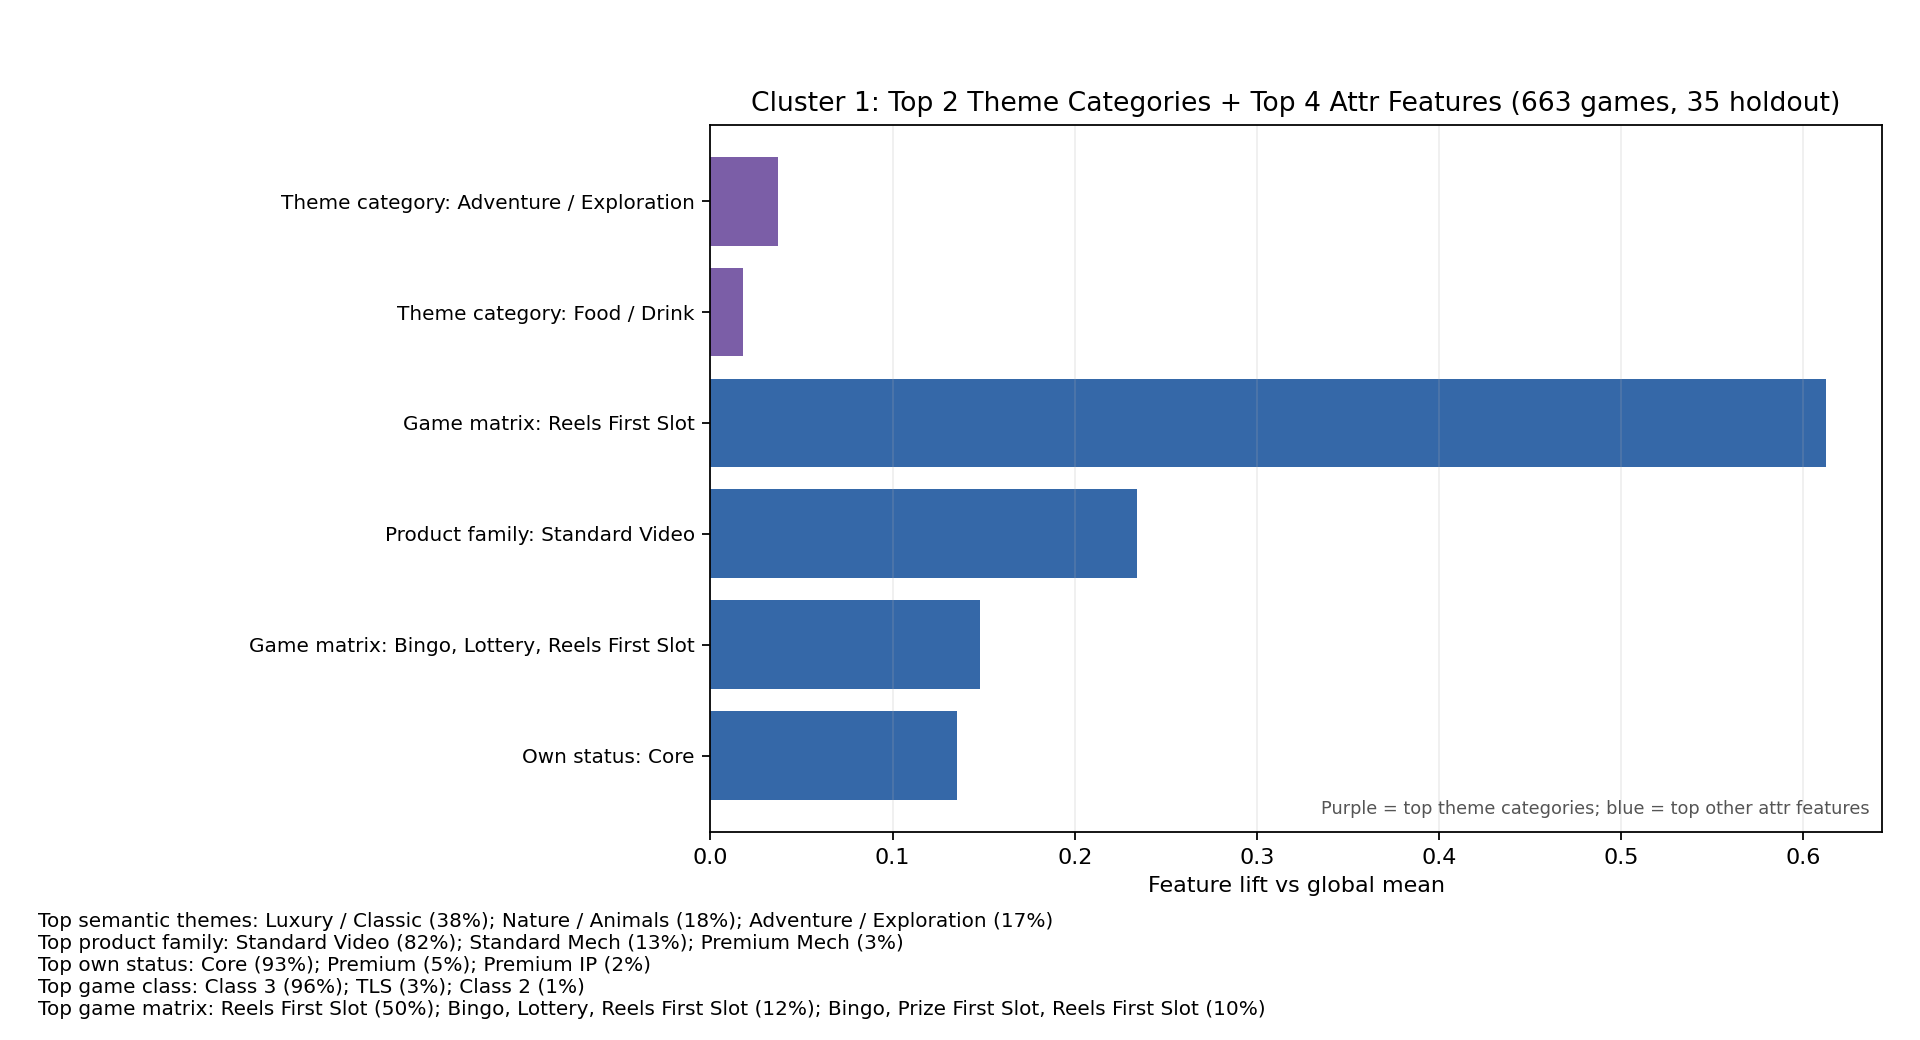 Cluster 1: Top 2 Theme Categories + Top 4 Attr Features (663 games, 35 holdout)
Theme category: Adventure / Exploration
Theme category: Food / Drink
Game matrix: Reels First Slot
Product family: Standard Video
Game matrix: Bingo, Lottery, Reels First Slot
Own status: Core
Purple = top theme categories; blue = top other attr features
0.0 0.1 0.2 0.3 0.4 0.5 0.6
Feature lift vs global mean
Top semantic themes: Luxury / Classic (38%); Nature / Animals (18%); Adventure / Exploration (17%)
Top product family: Standard Video (82%); Standard Mech (13%); Premium Mech (3%)
Top own status: Core (93%); Premium (5%); Premium IP (2%)
Top game class: Class 3 (96%); TLS (3%); Class 2 (1%)
Top game matrix: Reels First Slot (50%); Bingo, Lottery, Reels First Slot (12%); Bingo, Prize First Slot, Reels First Slot (10%)